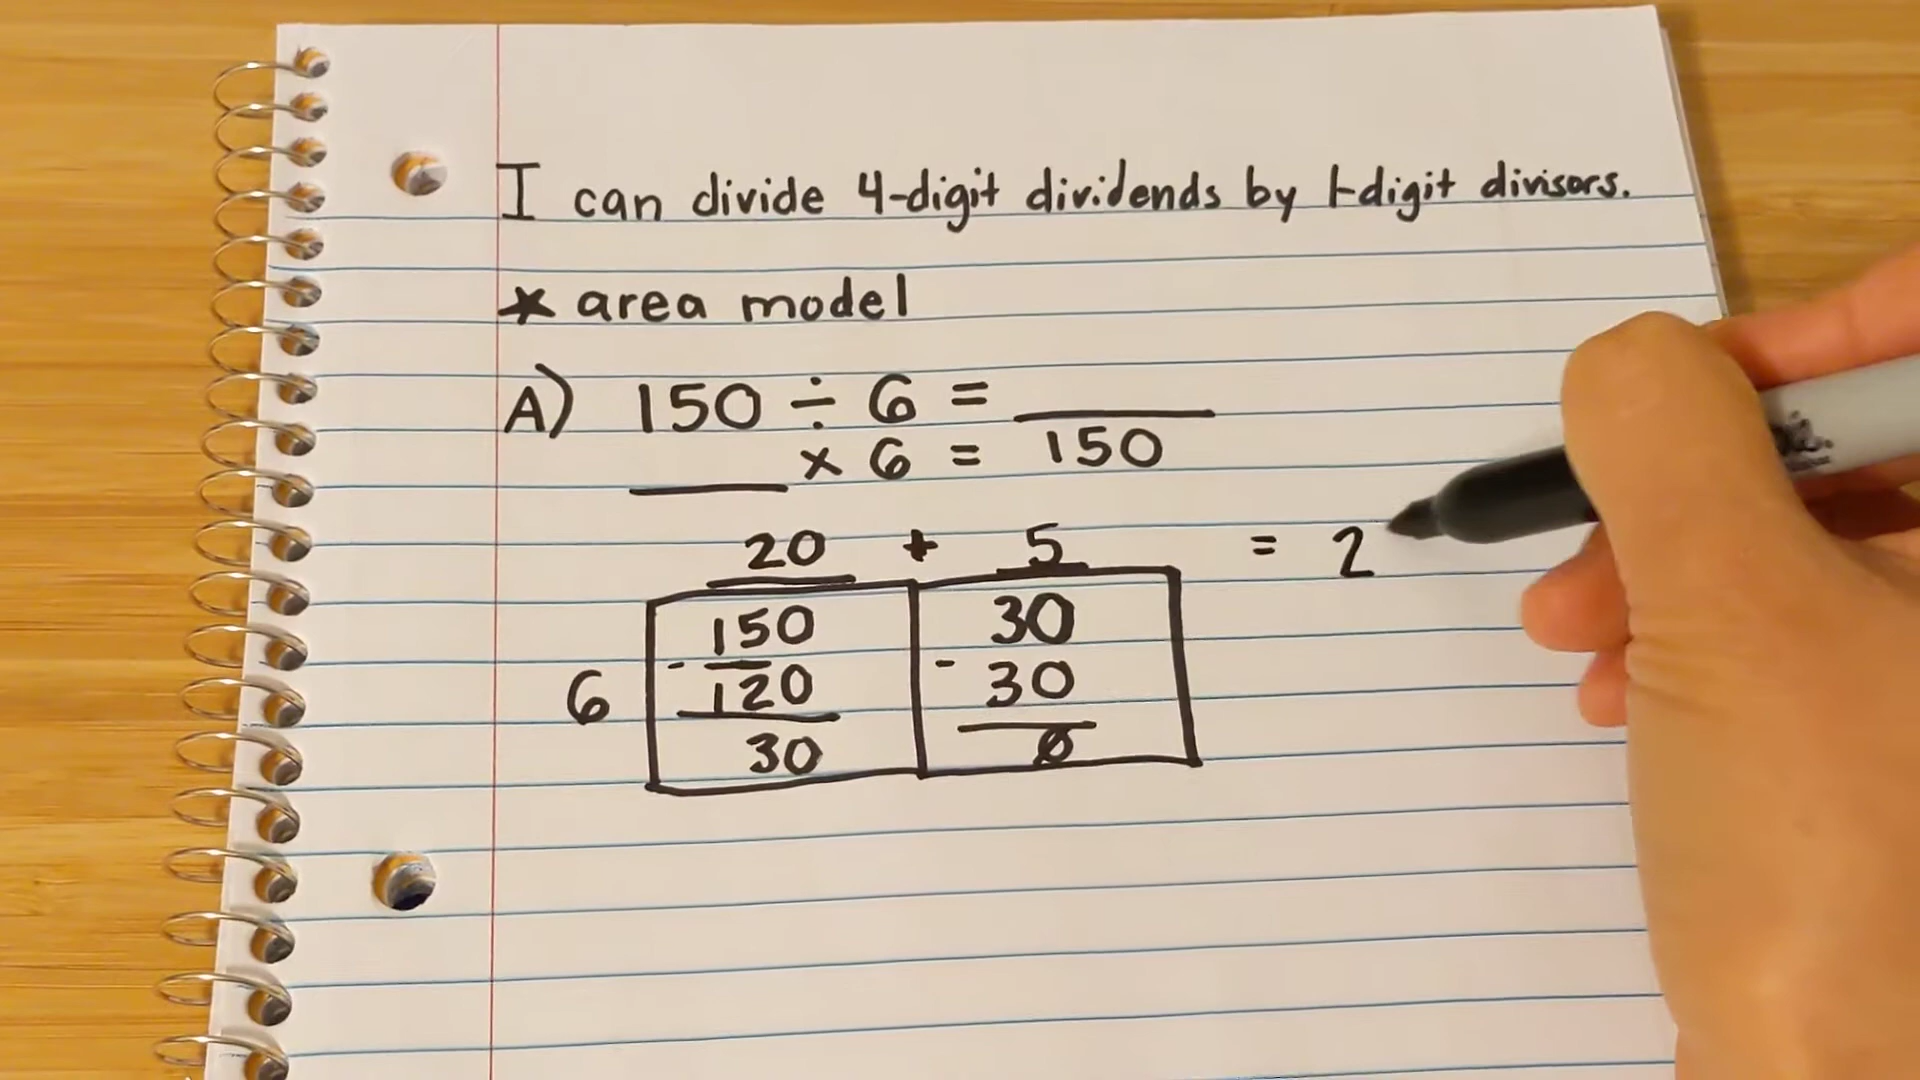 I can divide 4-digit dividends by 1-digit divisors.
* area model
A) 150 ÷ 6 = ____
____ x 6 = 150
20 + 5 = 2
150 30
- 120 - 30
6
30 0